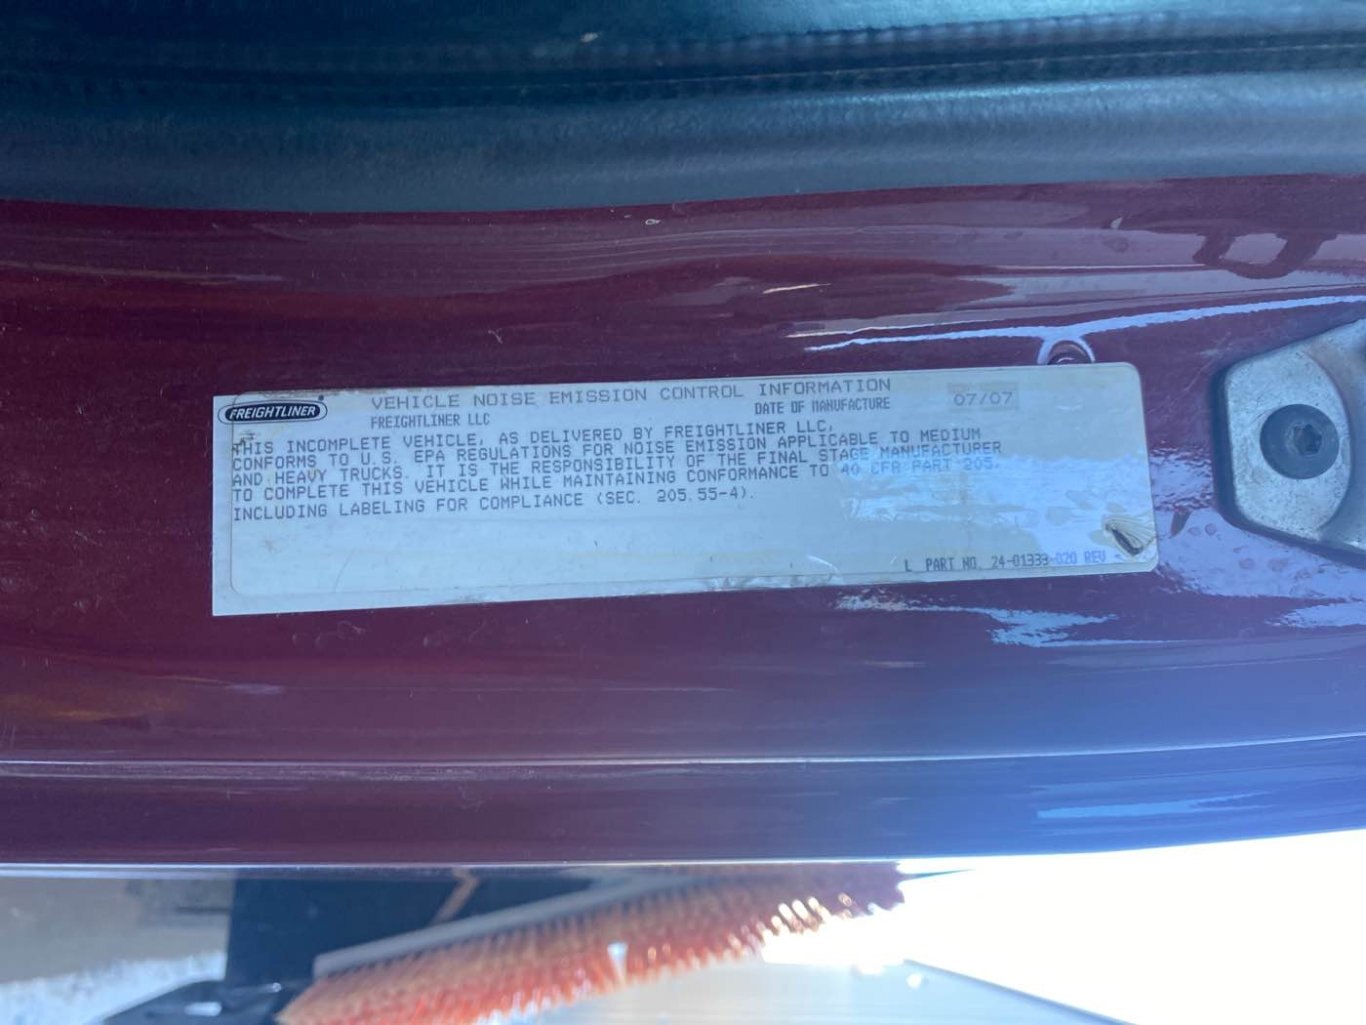 FREIGHTLINER
VEHICLE NOISE EMISSION CONTROL INFORMATION
FREIGHTLINER LLC
DATE OF MANUFACTURE 07/07
THIS INCOMPLETE VEHICLE, AS DELIVERED BY FREIGHTLINER LLC,
CONFORMS TO U.S. EPA REGULATIONS FOR NOISE EMISSION APPLICABLE TO MEDIUM
AND HEAVY TRUCKS. IT IS THE RESPONSIBILITY OF THE FINAL STAGE MANUFACTURER
TO COMPLETE THIS VEHICLE WHILE MAINTAINING CONFORMANCE TO 40 CFR PART 205,
INCLUDING LABELING FOR COMPLIANCE (SEC. 205.55-4).
L PART NO. 24-01333-020 REV -